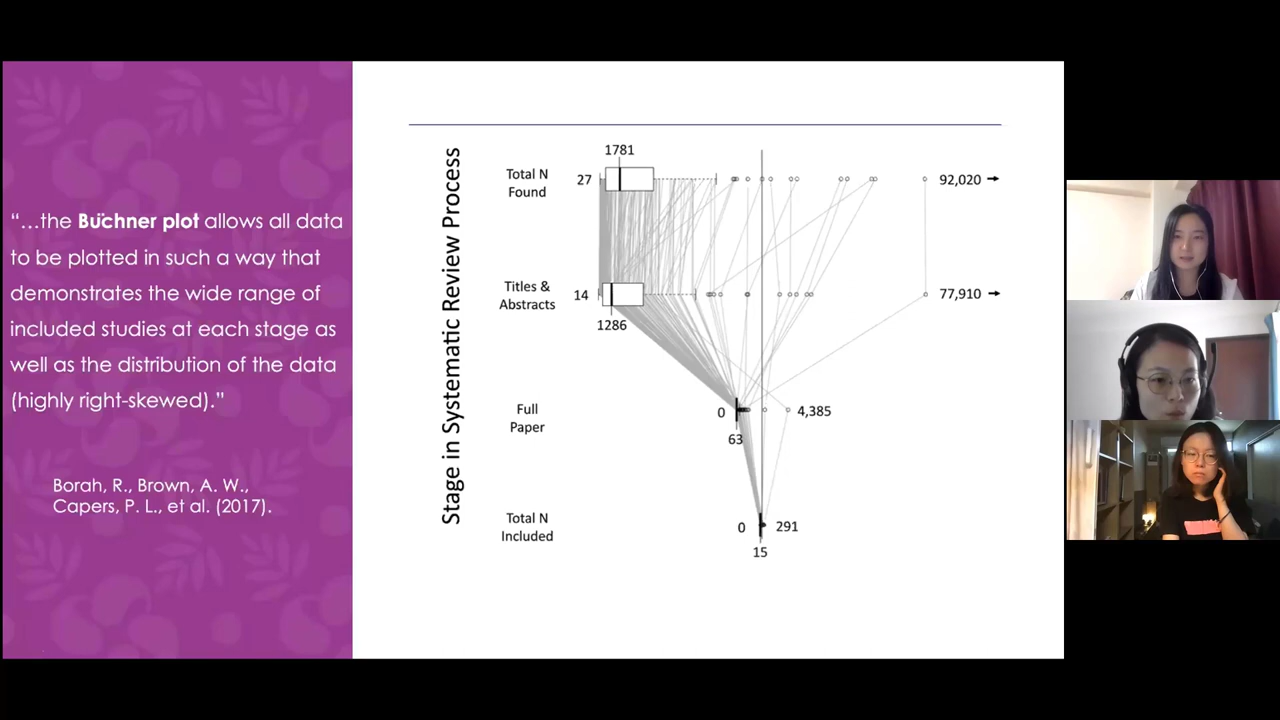 “…the Büchner plot allows all data
to be plotted in such a way that
demonstrates the wide range of
included studies at each stage as
well as the distribution of the data
(highly right-skewed).”
Borah, R., Brown, A. W.,
Capers, P. L., et al. (2017).
Stage in Systematic Review Process
1781
Total N
Found
27
92,020
Titles &
Abstracts
14
77,910
1286
Full
Paper
0
4,385
63
Total N
Included
0
291
15